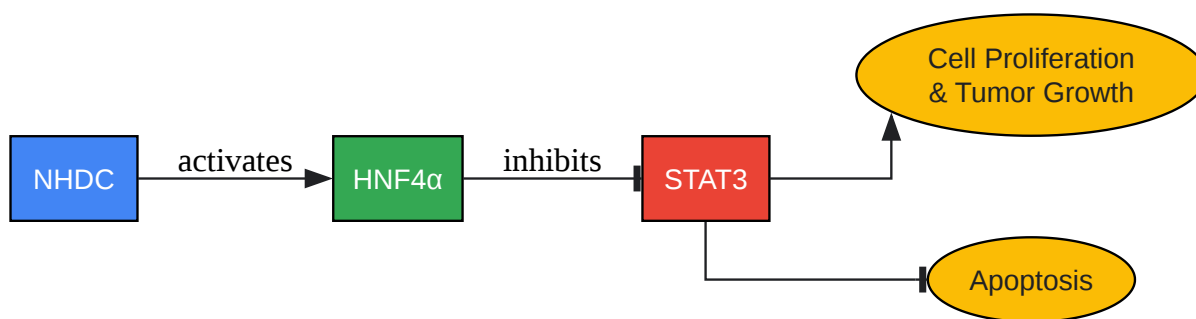 Cell Proliferation
& Tumor Growth
NHDC
activates
HNF4α
inhibits
STAT3
Apoptosis